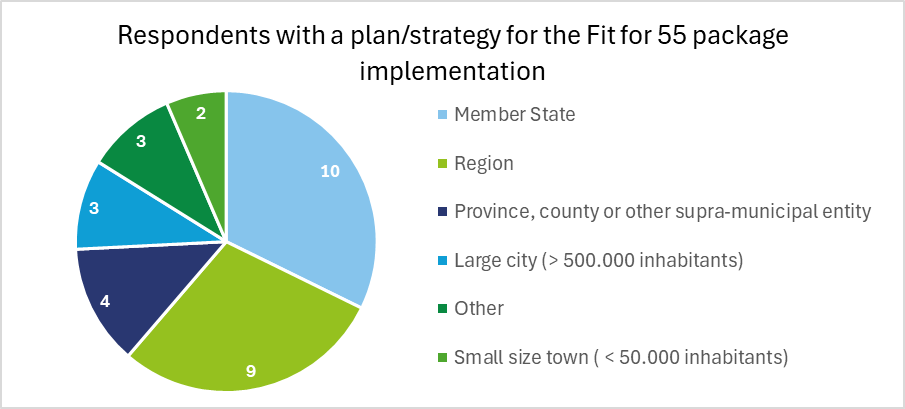 Respondents with a plan/strategy for the Fit for 55 package
implementation
2
3
10
3
4
9
Member State
Region
Province, county or other supra-municipal entity
Large city (> 500.000 inhabitants)
Other
Small size town ( < 50.000 inhabitants)